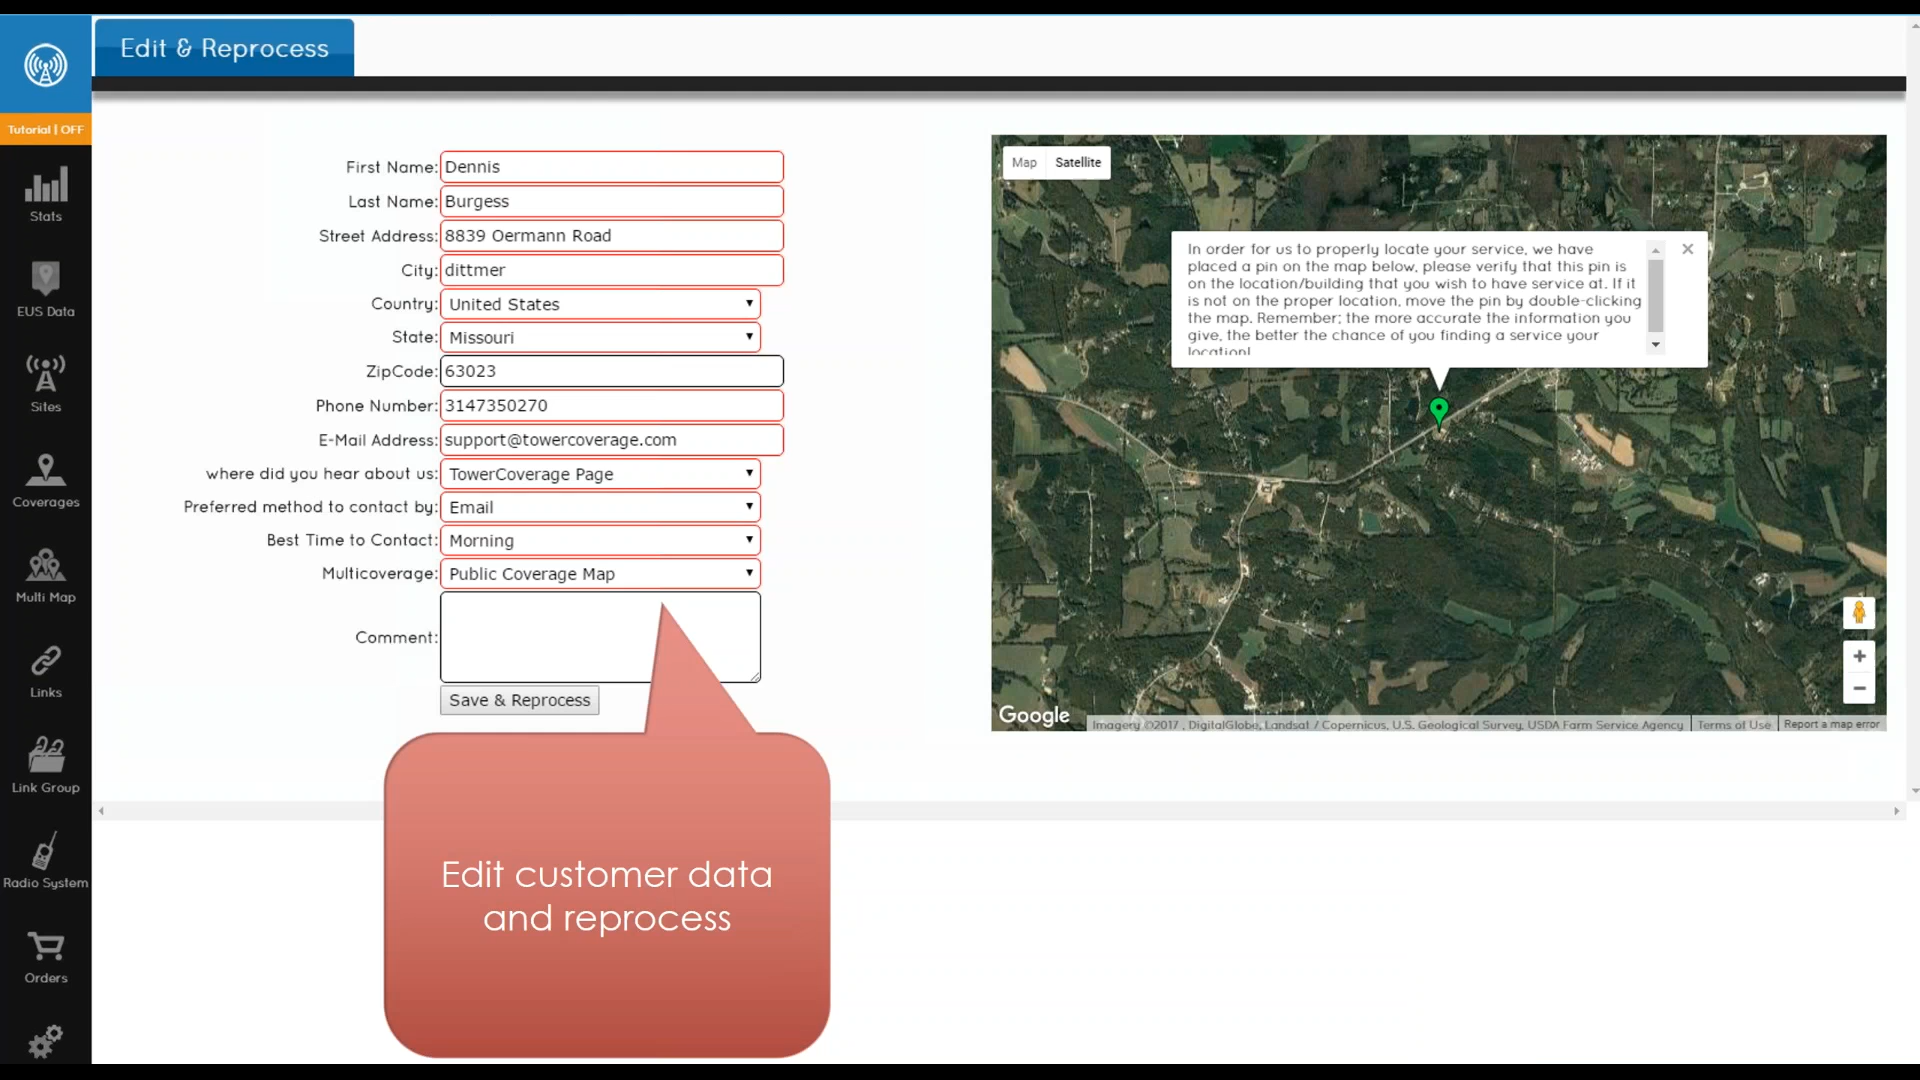 Edit & Reprocess
Tutorial | OFF
Stats
EUS Data
Sites
Coverages
Multi Map
Links
Link Group
Radio System
Orders
First Name: Dennis
Last Name: Burgess
Street Address: 8839 Oermann Road
City: dittmer
Country: United States
State: Missouri
ZipCode: 63023
Phone Number: 3147350270
E-Mail Address: support@towercoverage.com
where did you hear about us: TowerCoverage Page
Preferred method to contact by: Email
Best Time to Contact: Morning
Multicoverage: Public Coverage Map
Comment:
Save & Reprocess
Edit customer data
and reprocess
Map Satellite
In order for us to properly locate your service, we have
placed a pin on the map below, please verify that this pin is
on the location/building that you wish to have service at. If it
is not on the proper location, move the pin by double-clicking
the map. Remember; the more accurate the information you
give, the better the chance of you finding a service your
location!
Google
Imagery ©2017 , DigitalGlobe, Landsat / Copernicus, U.S. Geological Survey, USDA Farm Service Agency Terms of Use Report a map error